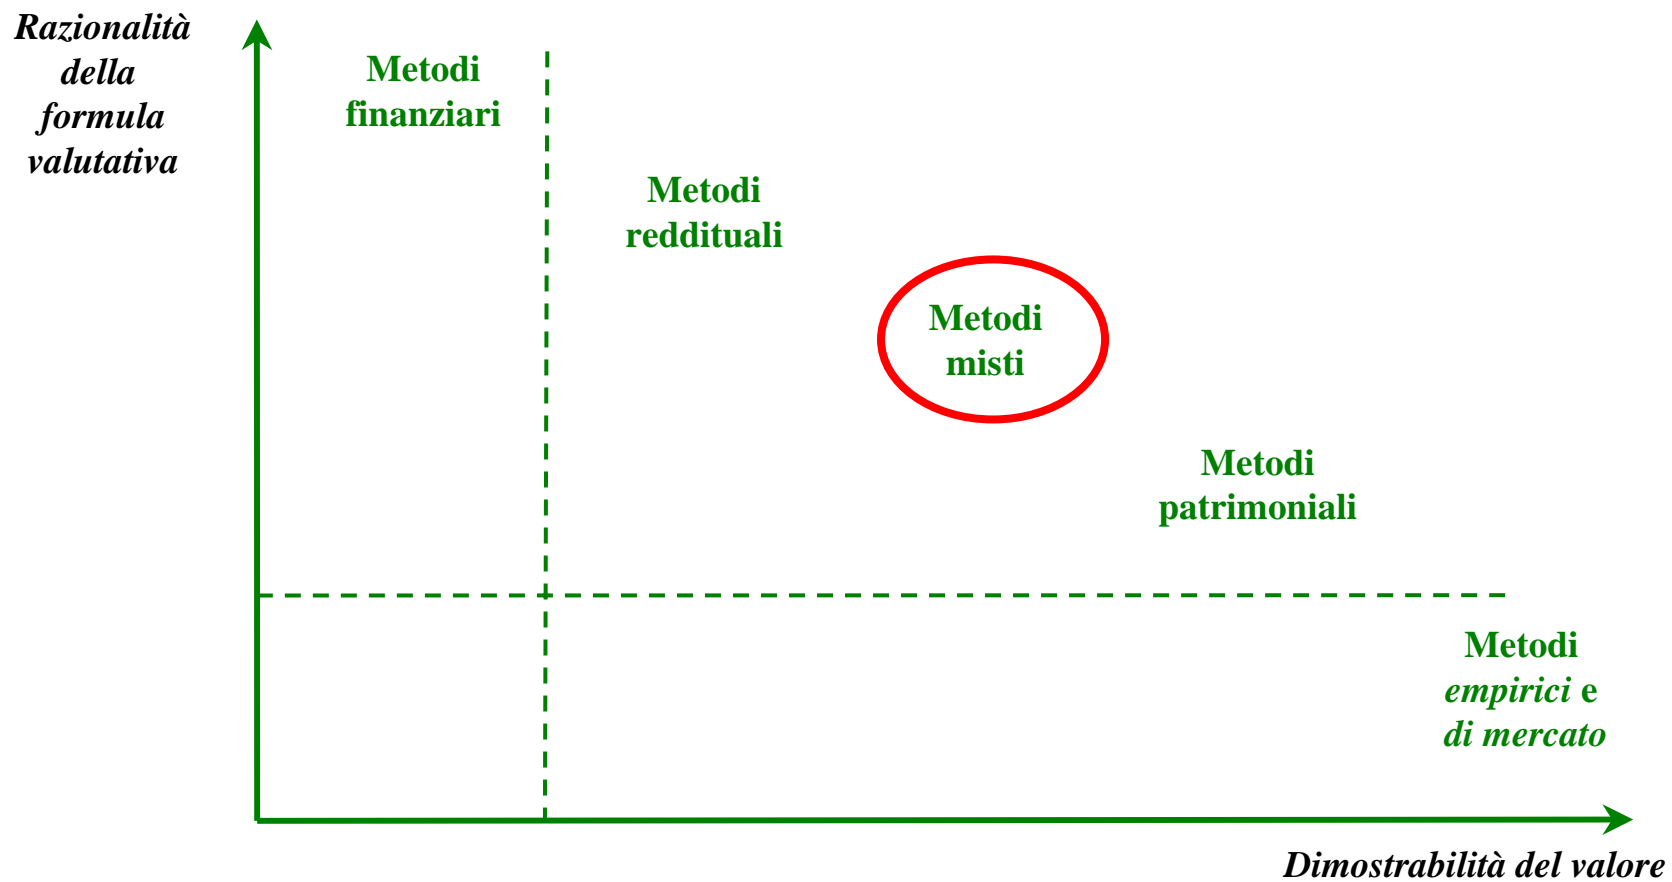 Razionalità
della
formula
valutativa
Metodi
finanziari
Metodi
reddituali
Metodi
misti
Metodi
patrimoniali
Metodi
empirici e
di mercato
Dimostrabilità del valore